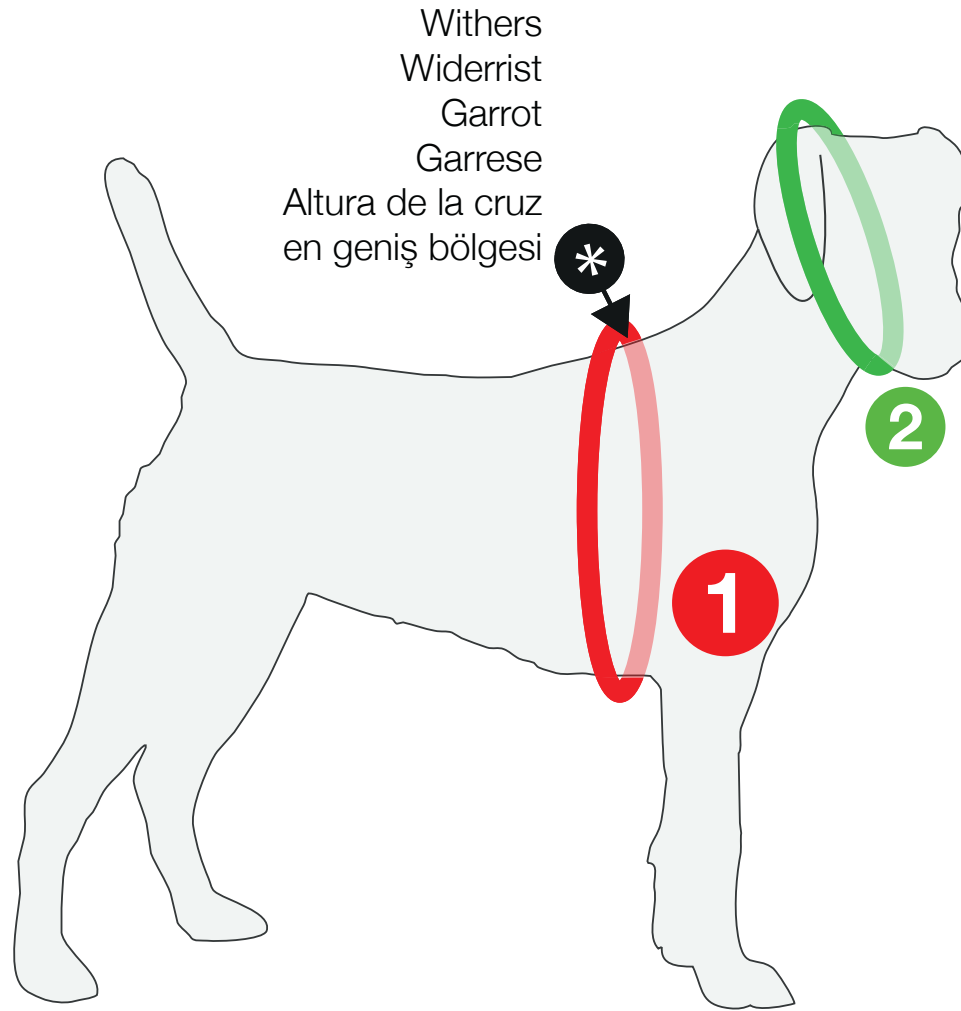 Withers
Widerrist
Garrot
Garrese
Altura de la cruz
en geniş bölgesi
*
2
1